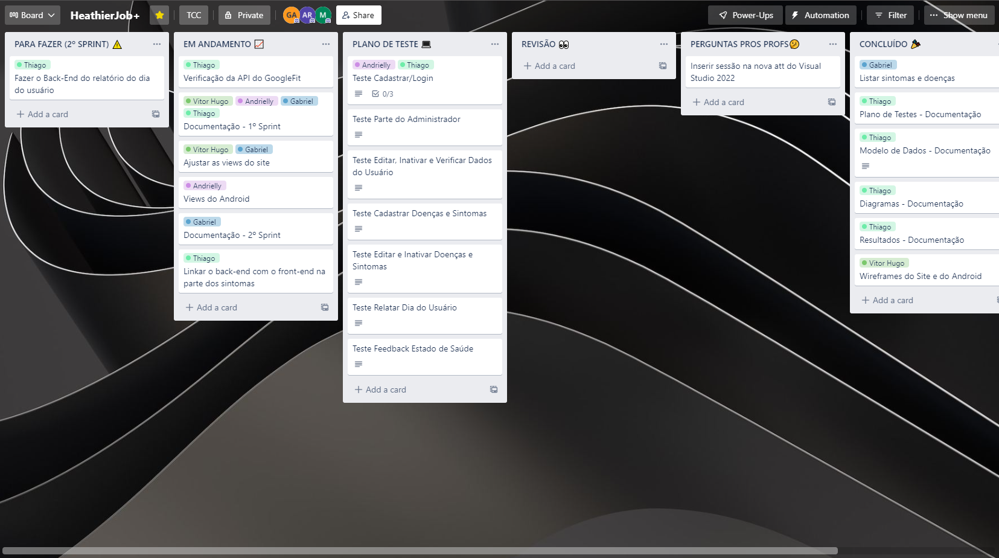 Board
HeathierJob+
TCC
Private
GA
AR
M
Share
Power-Ups
Automation
Filter
Show menu
PARA FAZER (2º SPRINT) ⚠
Thiago
Fazer o Back-End do relatório do dia
do usuário
+ Add a card
EM ANDAMENTO 📈
Thiago
Verificação da API do GoogleFit
Vitor Hugo Andrielly Gabriel
Thiago
Documentação - 1º Sprint
Vitor Hugo Gabriel
Ajustar as views do site
Andrielly
Views do Android
Gabriel
Documentação - 2º Sprint
Thiago
Linkar o back-end com o front-end na
parte dos sintomas
+ Add a card
PLANO DE TESTE 💻
Andrielly Thiago
Teste Cadastrar/Login
0/3
Teste Parte do Administrador
Teste Editar, Inativar e Verificar Dados
do Usuário
Teste Cadastrar Doenças e Sintomas
Teste Editar e Inativar Doenças e
Sintomas
Teste Relatar Dia do Usuário
Teste Feedback Estado de Saúde
+ Add a card
REVISÃO 👀
+ Add a card
PERGUNTAS PROS PROFS🤔
Inserir sessão na nova att do Visual
Studio 2022
+ Add a card
CONCLUÍDO 🎉
Gabriel
Listar sintomas e doenças
Thiago
Plano de Testes - Documentação
Thiago
Modelo de Dados - Documentação
Thiago
Diagramas - Documentação
Thiago
Resultados - Documentação
Vitor Hugo
Wireframes do Site e do Android
+ Add a card